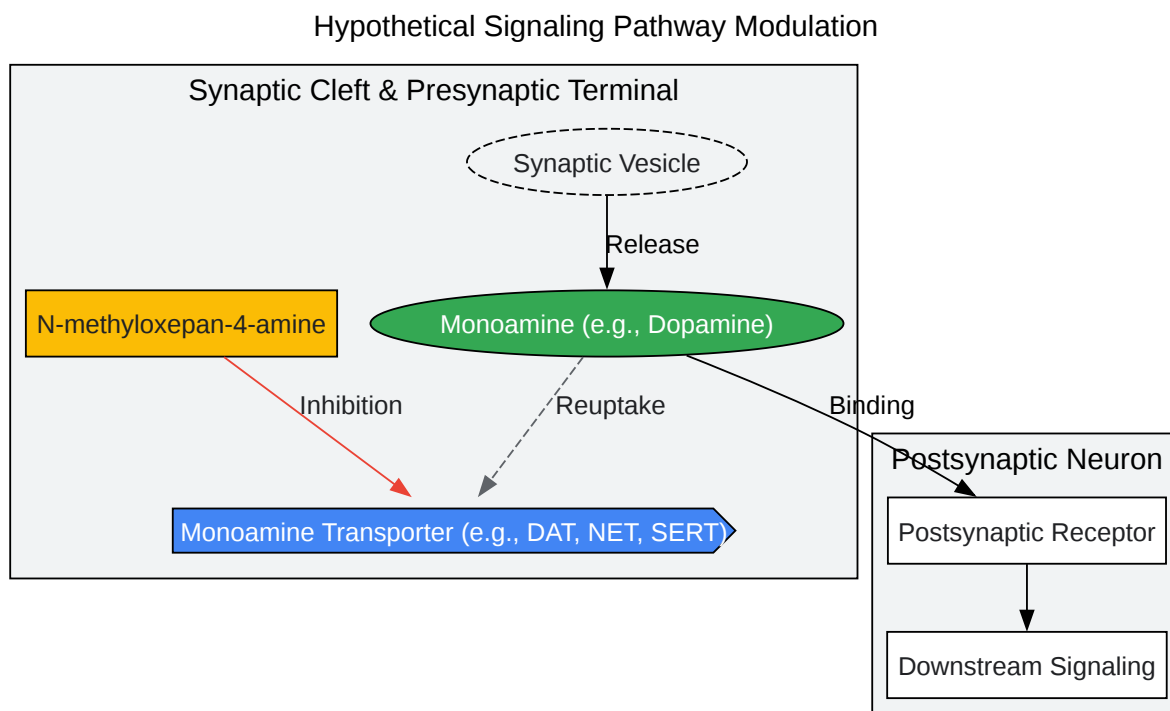 Hypothetical Signaling Pathway Modulation
Synaptic Cleft & Presynaptic Terminal
Synaptic Vesicle
Release
N-methyloxepan-4-amine
Monoamine (e.g., Dopamine)
Inhibition
Reuptake
Binding
Monoamine Transporter (e.g., DAT, NET, SERT)
Postsynaptic Neuron
Postsynaptic Receptor
Downstream Signaling